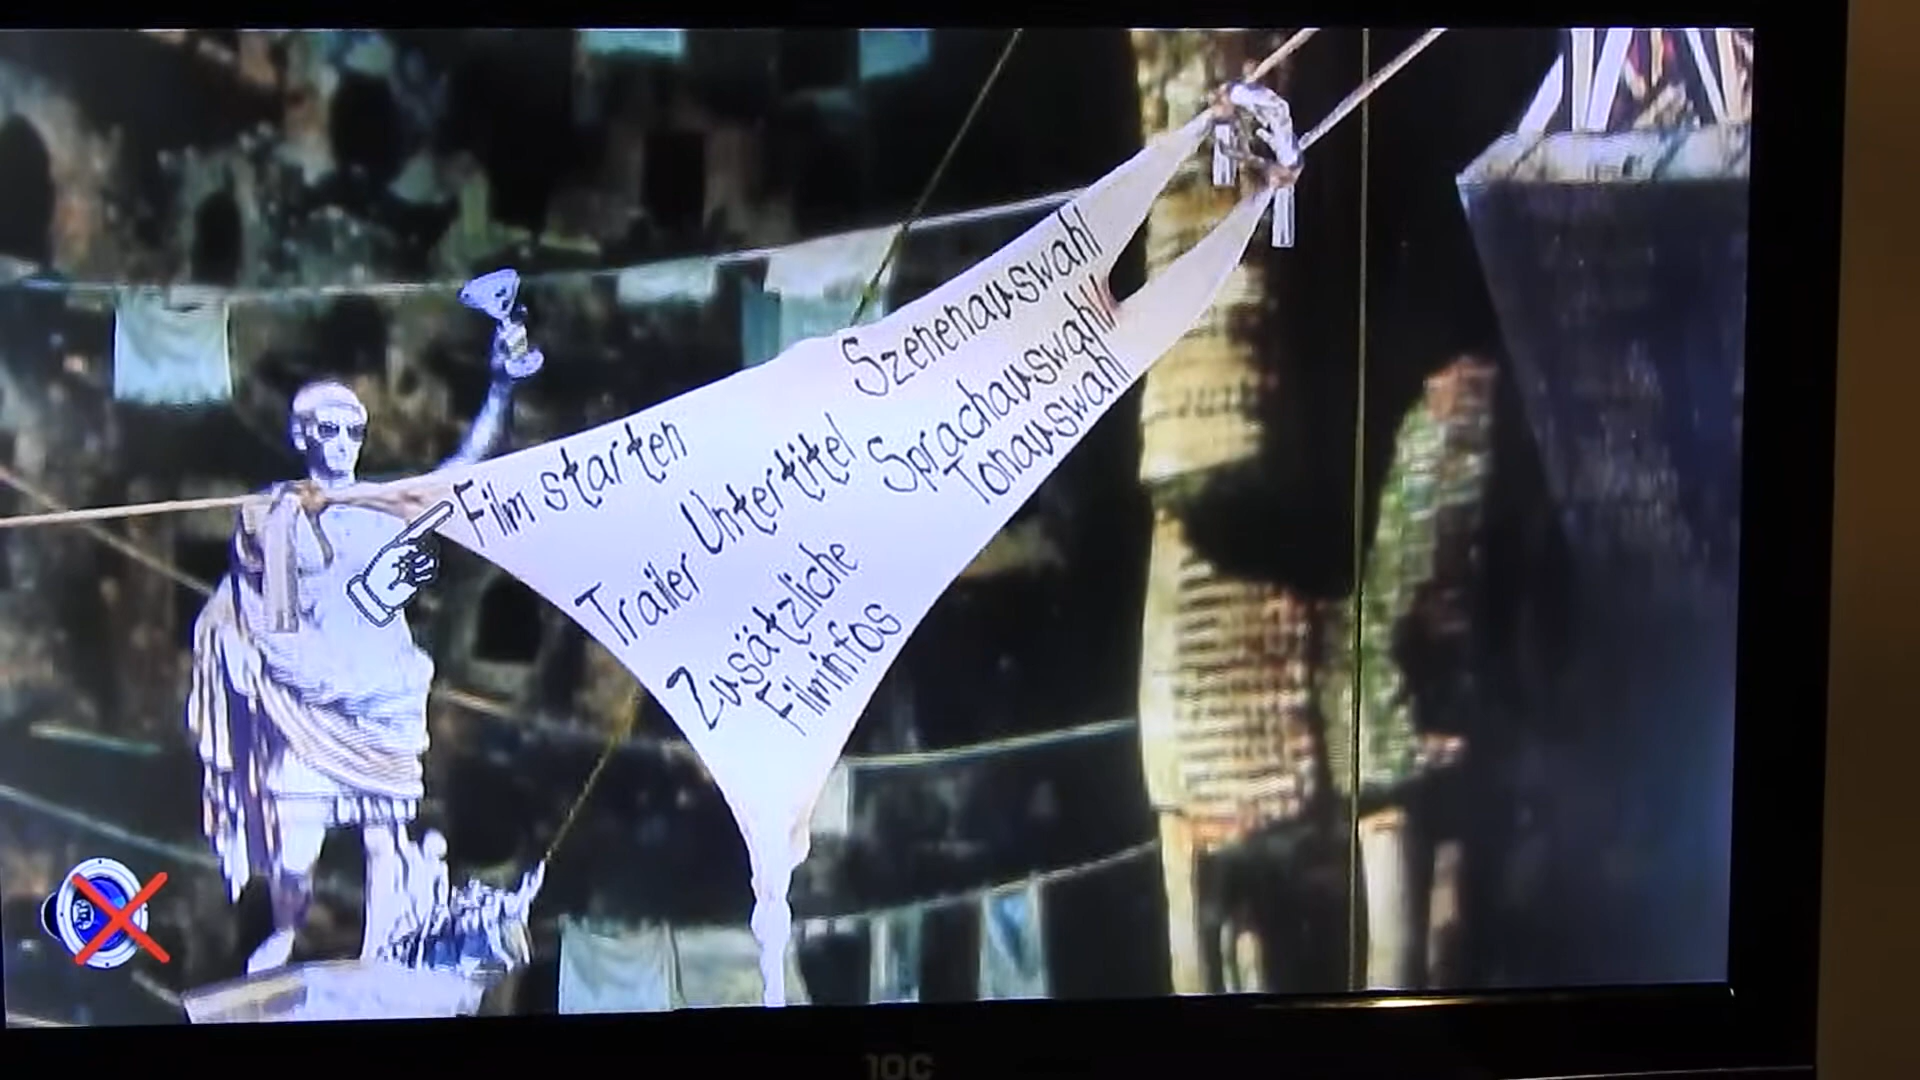 Film starten
Szenenauswahl
Trailer
Untertitel
Sprachauswahl
Tonauswahl
Zusätzliche
Filminfos